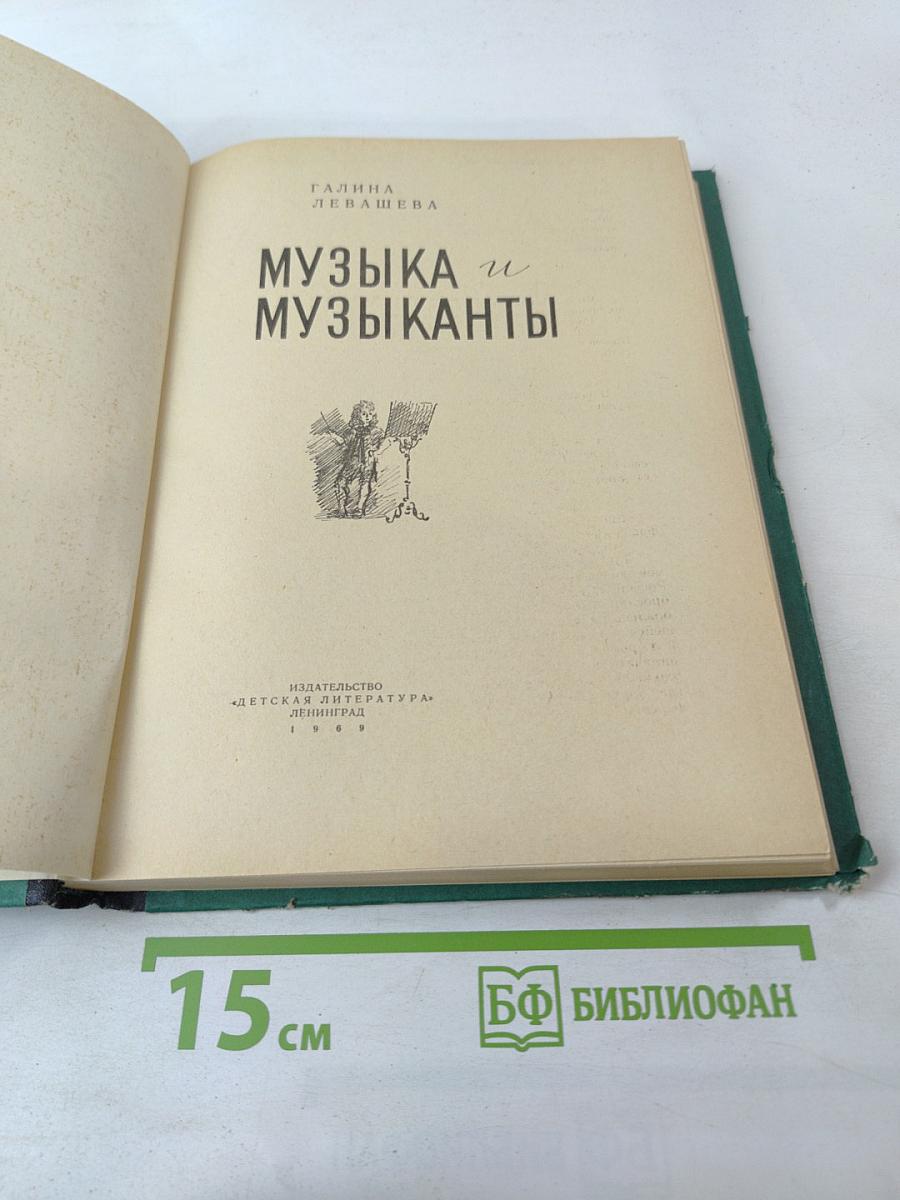 ГАЛИНА
ЛЕВАШЕВА
МУЗЫКА и
МУЗЫКАНТЫ
ИЗДАТЕЛЬСТВО
«ДЕТСКАЯ ЛИТЕРАТУРА»
ЛЕНИНГРАД
1969
15 см
БФ БИБЛИОФАН